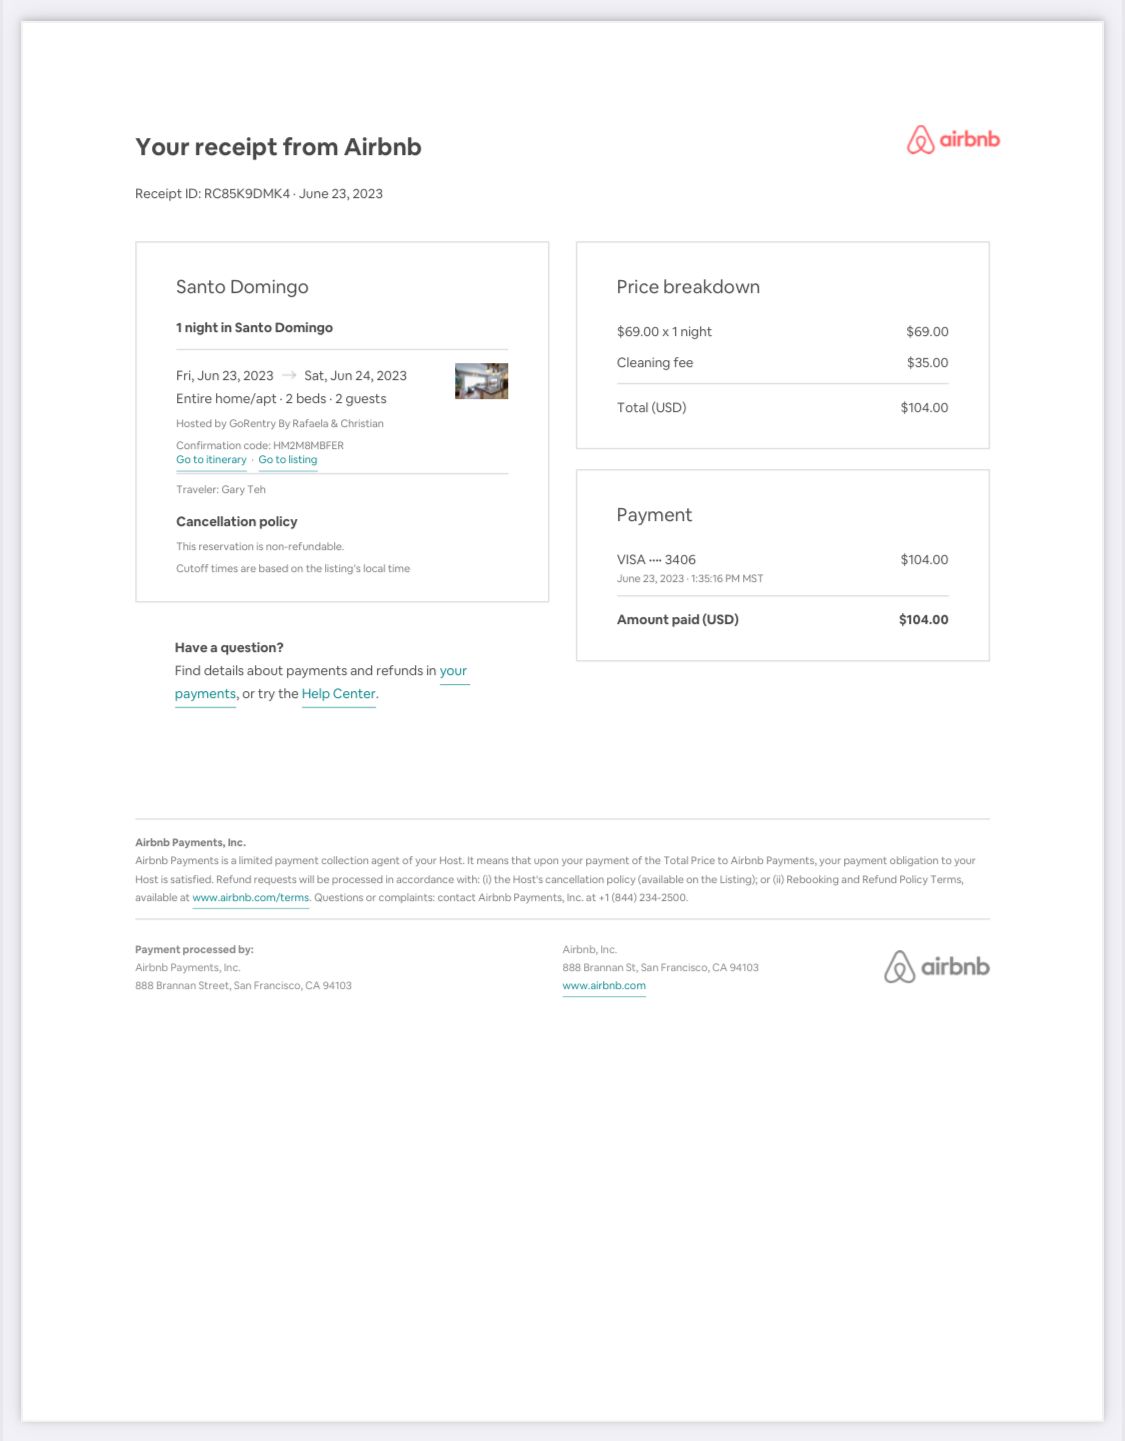 Your receipt from Airbnb
airbnb
Receipt ID: RC85K9DMK4 · June 23, 2023
Santo Domingo
1 night in Santo Domingo
Fri, Jun 23, 2023 → Sat, Jun 24, 2023
Entire home/apt · 2 beds · 2 guests
Hosted by GoRentry By Rafaela & Christian
Confirmation code: HM2M8MBFER
Go to itinerary · Go to listing
Traveler: Gary Teh
Cancellation policy
This reservation is non-refundable.
Cutoff times are based on the listing's local time
Have a question?
Find details about payments and refunds in your
payments, or try the Help Center.
Price breakdown
$69.00 x 1 night $69.00
Cleaning fee $35.00
Total (USD) $104.00
Payment
VISA •••• 3406 $104.00
June 23, 2023 · 1:35:16 PM MST
Amount paid (USD) $104.00
Airbnb Payments, Inc.
Airbnb Payments is a limited payment collection agent of your Host. It means that upon your payment of the Total Price to Airbnb Payments, your payment obligation to your
Host is satisfied. Refund requests will be processed in accordance with: (i) the Host's cancellation policy (available on the Listing); or (ii) Rebooking and Refund Policy Terms,
available at www.airbnb.com/terms. Questions or complaints: contact Airbnb Payments, Inc. at +1 (844) 234-2500.
Payment processed by:
Airbnb Payments, Inc.
888 Brannan Street, San Francisco, CA 94103
Airbnb, Inc.
888 Brannan St, San Francisco, CA 94103
www.airbnb.com
airbnb